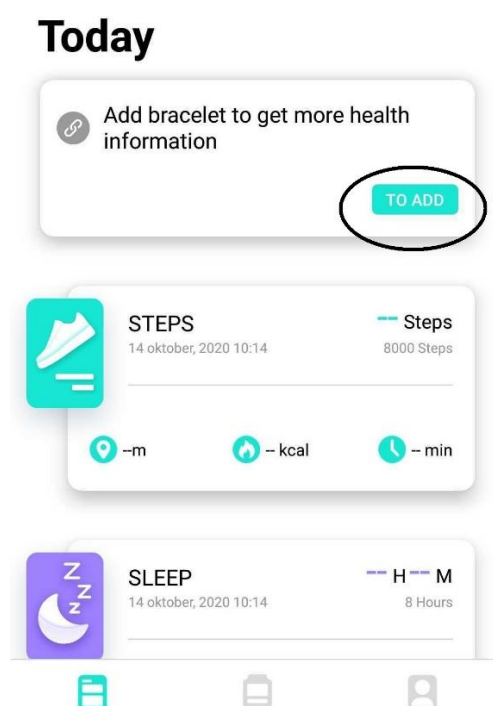 Today
Add bracelet to get more health
information
TO ADD
STEPS
-- Steps
14 oktober, 2020 10:14
8000 Steps
--m
-- kcal
-- min
Z
Z
Z
SLEEP
-- H -- M
14 oktober, 2020 10:14
8 Hours